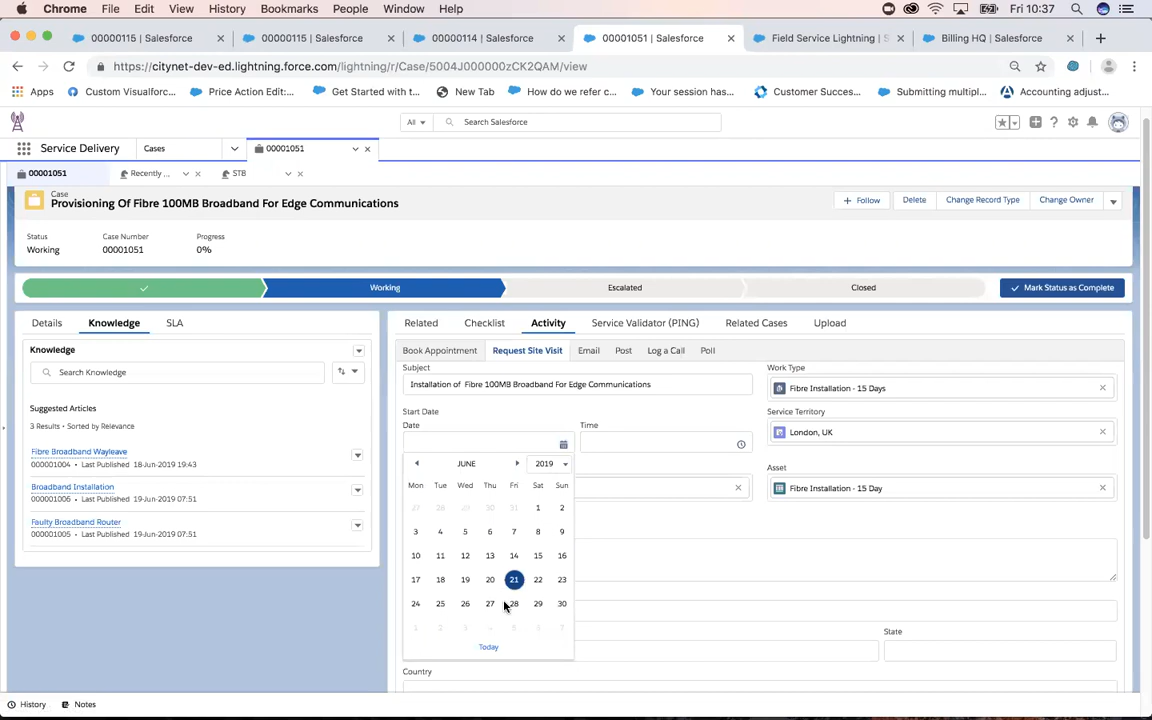 Chrome File Edit View History Bookmarks People Window Help Fri 10:37
00000115 | Salesforce 00000115 | Salesforce 00000114 | Salesforce 00001051 | Salesforce Field Service Lightning | S Billing HQ | Salesforce
https://citynet-dev-ed.lightning.force.com/lightning/r/Case/5004J000000zCK2QAM/view
Apps Custom Visualforc... Price Action Edit:... Get Started with t... New Tab How do we refer c... Your session has... Customer Succes... Submitting multipl... Accounting adjust...
All Search Salesforce
Service Delivery Cases 00001051
00001051 Recently ... STB
Case
Provisioning Of Fibre 100MB Broadband For Edge Communications
+ Follow Delete Change Record Type Change Owner
Status Case Number Progress
Working 00001051 0%
Working Escalated Closed Mark Status as Complete
Details Knowledge SLA
Knowledge
Search Knowledge
Suggested Articles
3 Results • Sorted by Relevance
Fibre Broadband Wayleave
000001004 • Last Published 18-Jun-2019 19:43
Broadband Installation
000001006 • Last Published 19-Jun-2019 07:51
Faulty Broadband Router
000001005 • Last Published 19-Jun-2019 07:51
Related Checklist Activity Service Validator (PING) Related Cases Upload
Book Appointment Request Site Visit Email Post Log a Call Poll
Subject Work Type
Installation of Fibre 100MB Broadband For Edge Communications Fibre Installation - 15 Days
Start Date Service Territory
Date Time London, UK
Asset
Fibre Installation - 15 Day
JUNE 2019
Mon Tue Wed Thu Fri Sat Sun
27 28 29 30 31 1 2
3 4 5 6 7 8 9
10 11 12 13 14 15 16
17 18 19 20 21 22 23
24 25 26 27 28 29 30
1 2 3 5 6 7
Today
State
Country
History Notes